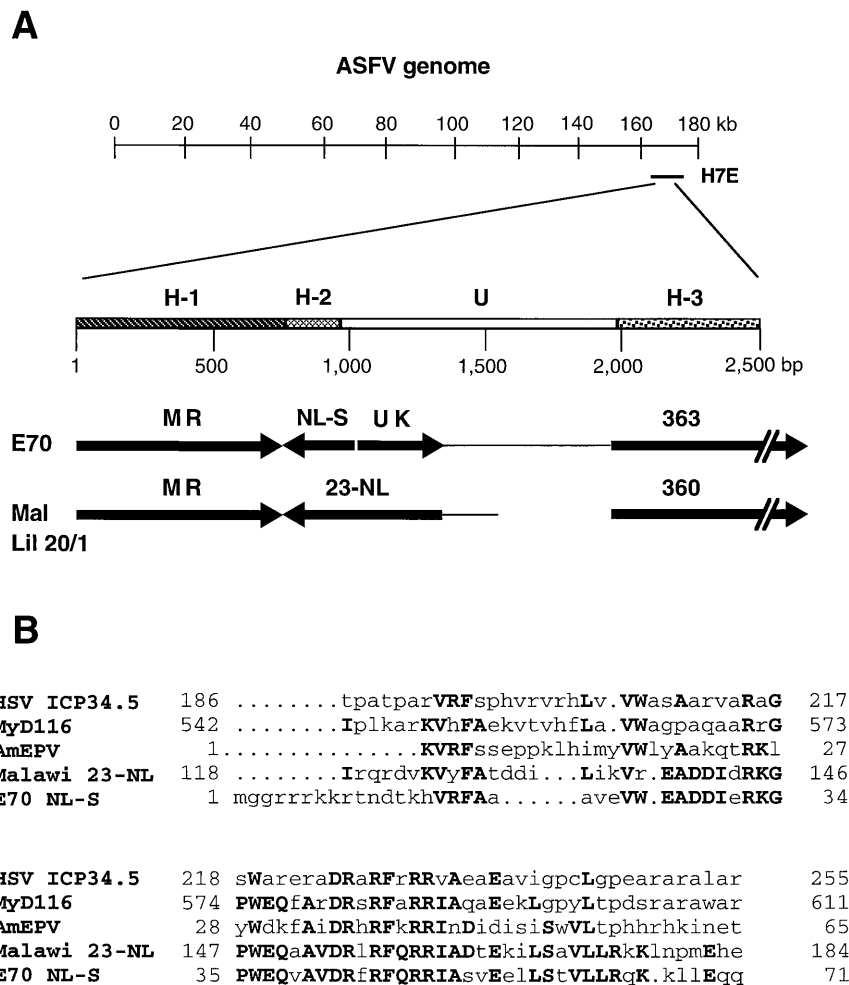 A
ASFV genome
0 20 40 60 80 100 120 140 160 180 kb
H7E
H-1 H-2 U H-3
1 500 1,000 1,500 2,000 2,500 bp
MR NL-S UK 363
E70
MR 23-NL 360
Mal
Lil 20/1
B
HSV ICP34.5 186 ........tpatparVRFsphvrvrhLv.VWasAarvaRaG 217
MyD116 542 ........IplkarKVhFAekvtvhfLa.VWagpaqaaRrG 573
AmEPV 1...............KVRFsseppklhimyVWlyAakqtRKl 27
Malawi 23-NL 118 ........IrqrdvKVyFAtddi...LikVr.EADDIdRKG 146
E70 NL-S 1 mggrrrkkrtndtkhVRFAa......aveVW.EADDIeRKG 34
HSV ICP34.5 218 sWareraDRaRFrRRvAeaEavigpcLgpearararalar 255
MyD116 574 PWEQfArDRsRFaRRIAqaEekLgpyLtpdsrarawar 611
AmEPV 28 yWdkfAiDRhRFkRRInDidisiSwVLtphhrhkinet 65
Malawi 23-NL 147 PWEQaAVDRlRFQRRIADtEkiLSaVLLRkKlnpmEhe 184
E70 NL-S 35 PWEQvAVDRfRFQRRIAsvEelLStVLLRqK.kllEqq 71